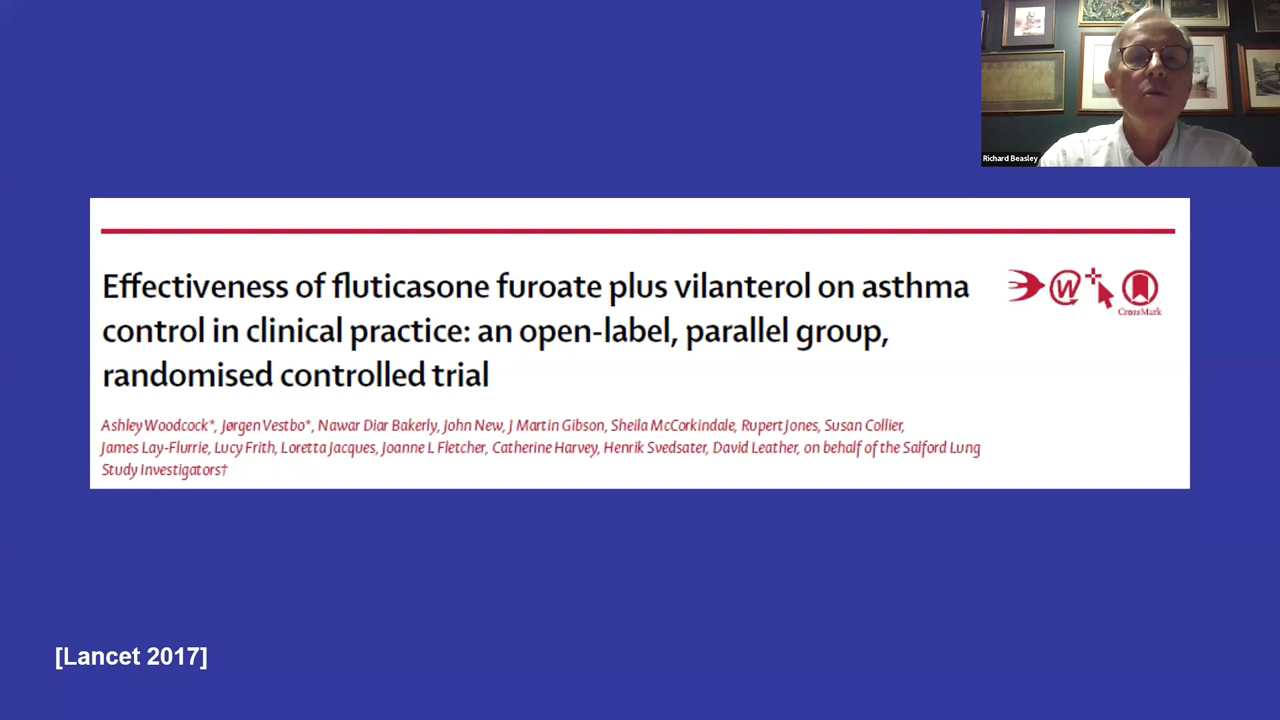 Richard Beasley
Effectiveness of fluticasone furoate plus vilanterol on asthma
control in clinical practice: an open-label, parallel group,
randomised controlled trial
W
CrossMark
Ashley Woodcock*, Jørgen Vestbo*, Nawar Diar Bakerly, John New, J Martin Gibson, Sheila McCorkindale, Rupert Jones, Susan Collier,
James Lay-Flurrie, Lucy Frith, Loretta Jacques, Joanne L Fletcher, Catherine Harvey, Henrik Svedsater, David Leather, on behalf of the Salford Lung
Study Investigators†
[Lancet 2017]